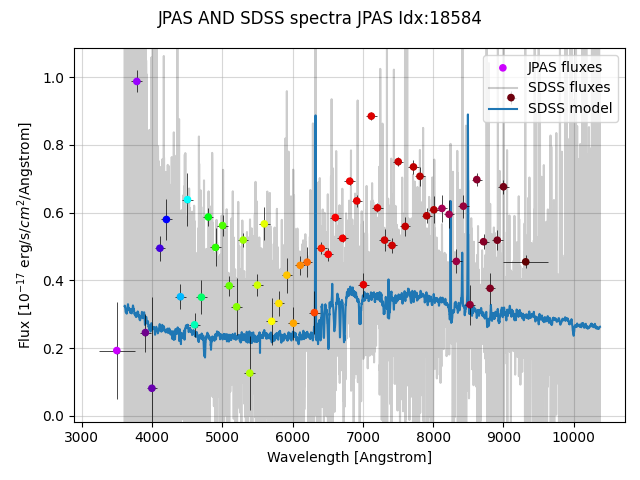 JPAS AND SDSS spectra JPAS Idx:18584
JPAS fluxes
SDSS fluxes
SDSS model
1.0
0.8
0.6
0.4
0.2
0.0
Flux [10⁻¹⁷ erg/s/cm²/Angstrom]
3000 4000 5000 6000 7000 8000 9000 10000
Wavelength [Angstrom]